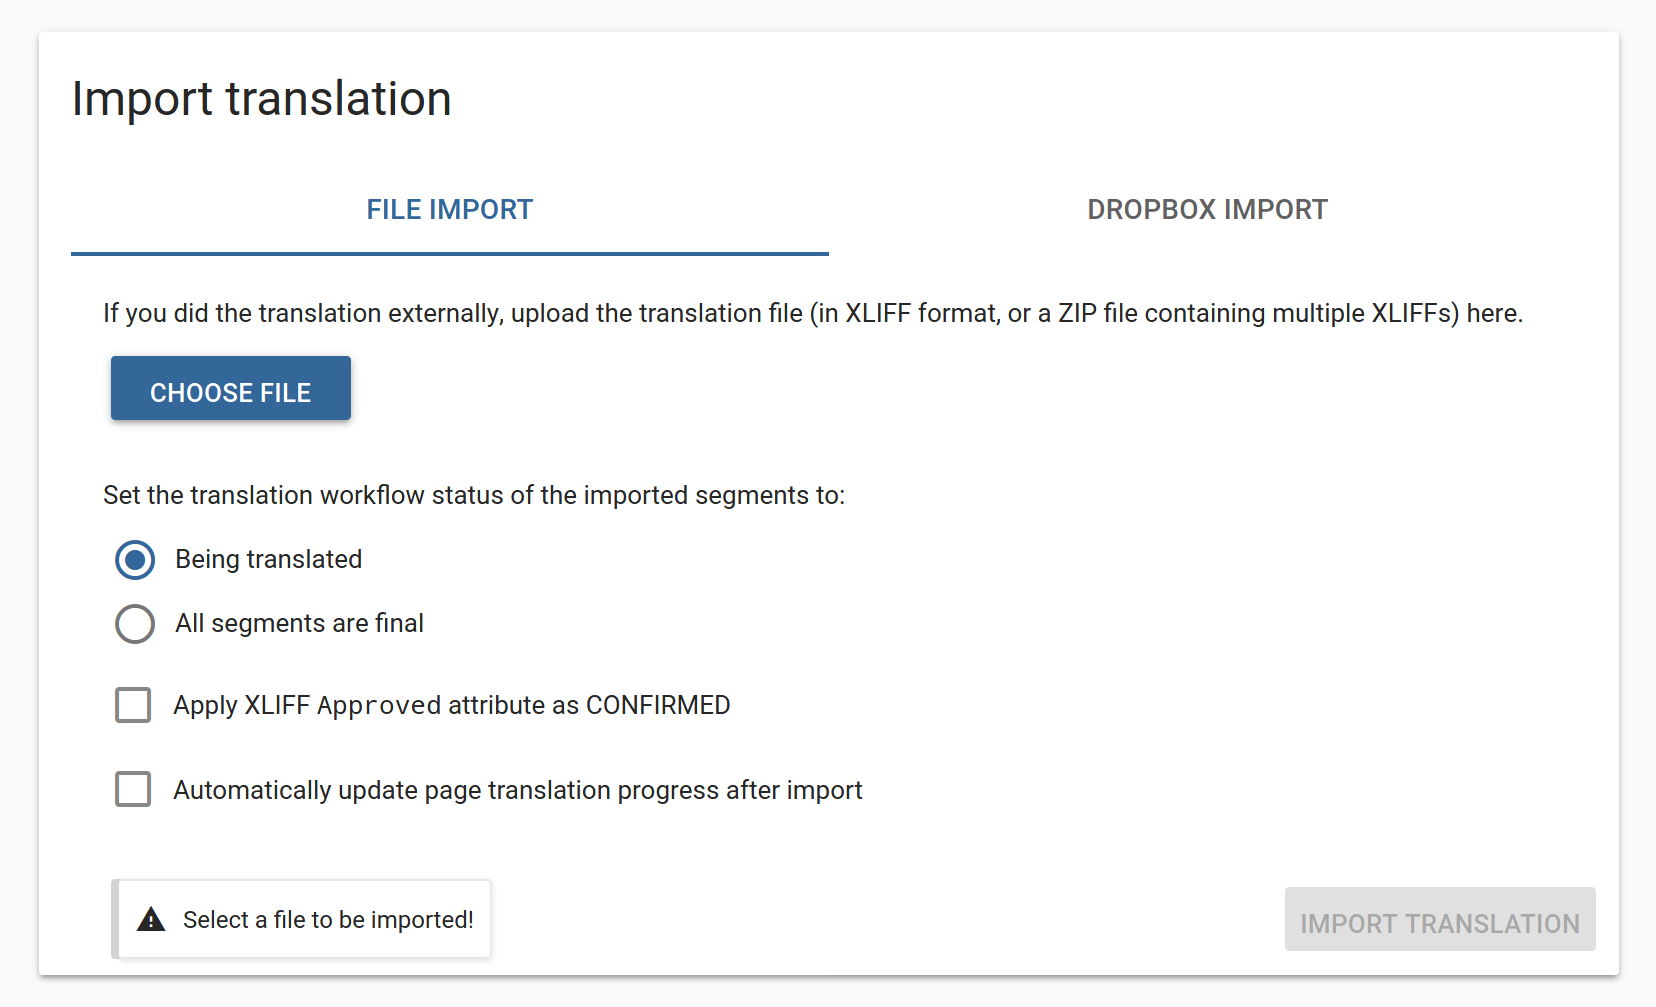 Import translation
FILE IMPORT
DROPBOX IMPORT
If you did the translation externally, upload the translation file (in XLIFF format, or a ZIP file containing multiple XLIFFs) here.
CHOOSE FILE
Set the translation workflow status of the imported segments to:
Being translated
All segments are final
Apply XLIFF Approved attribute as CONFIRMED
Automatically update page translation progress after import
Select a file to be imported!
IMPORT TRANSLATION